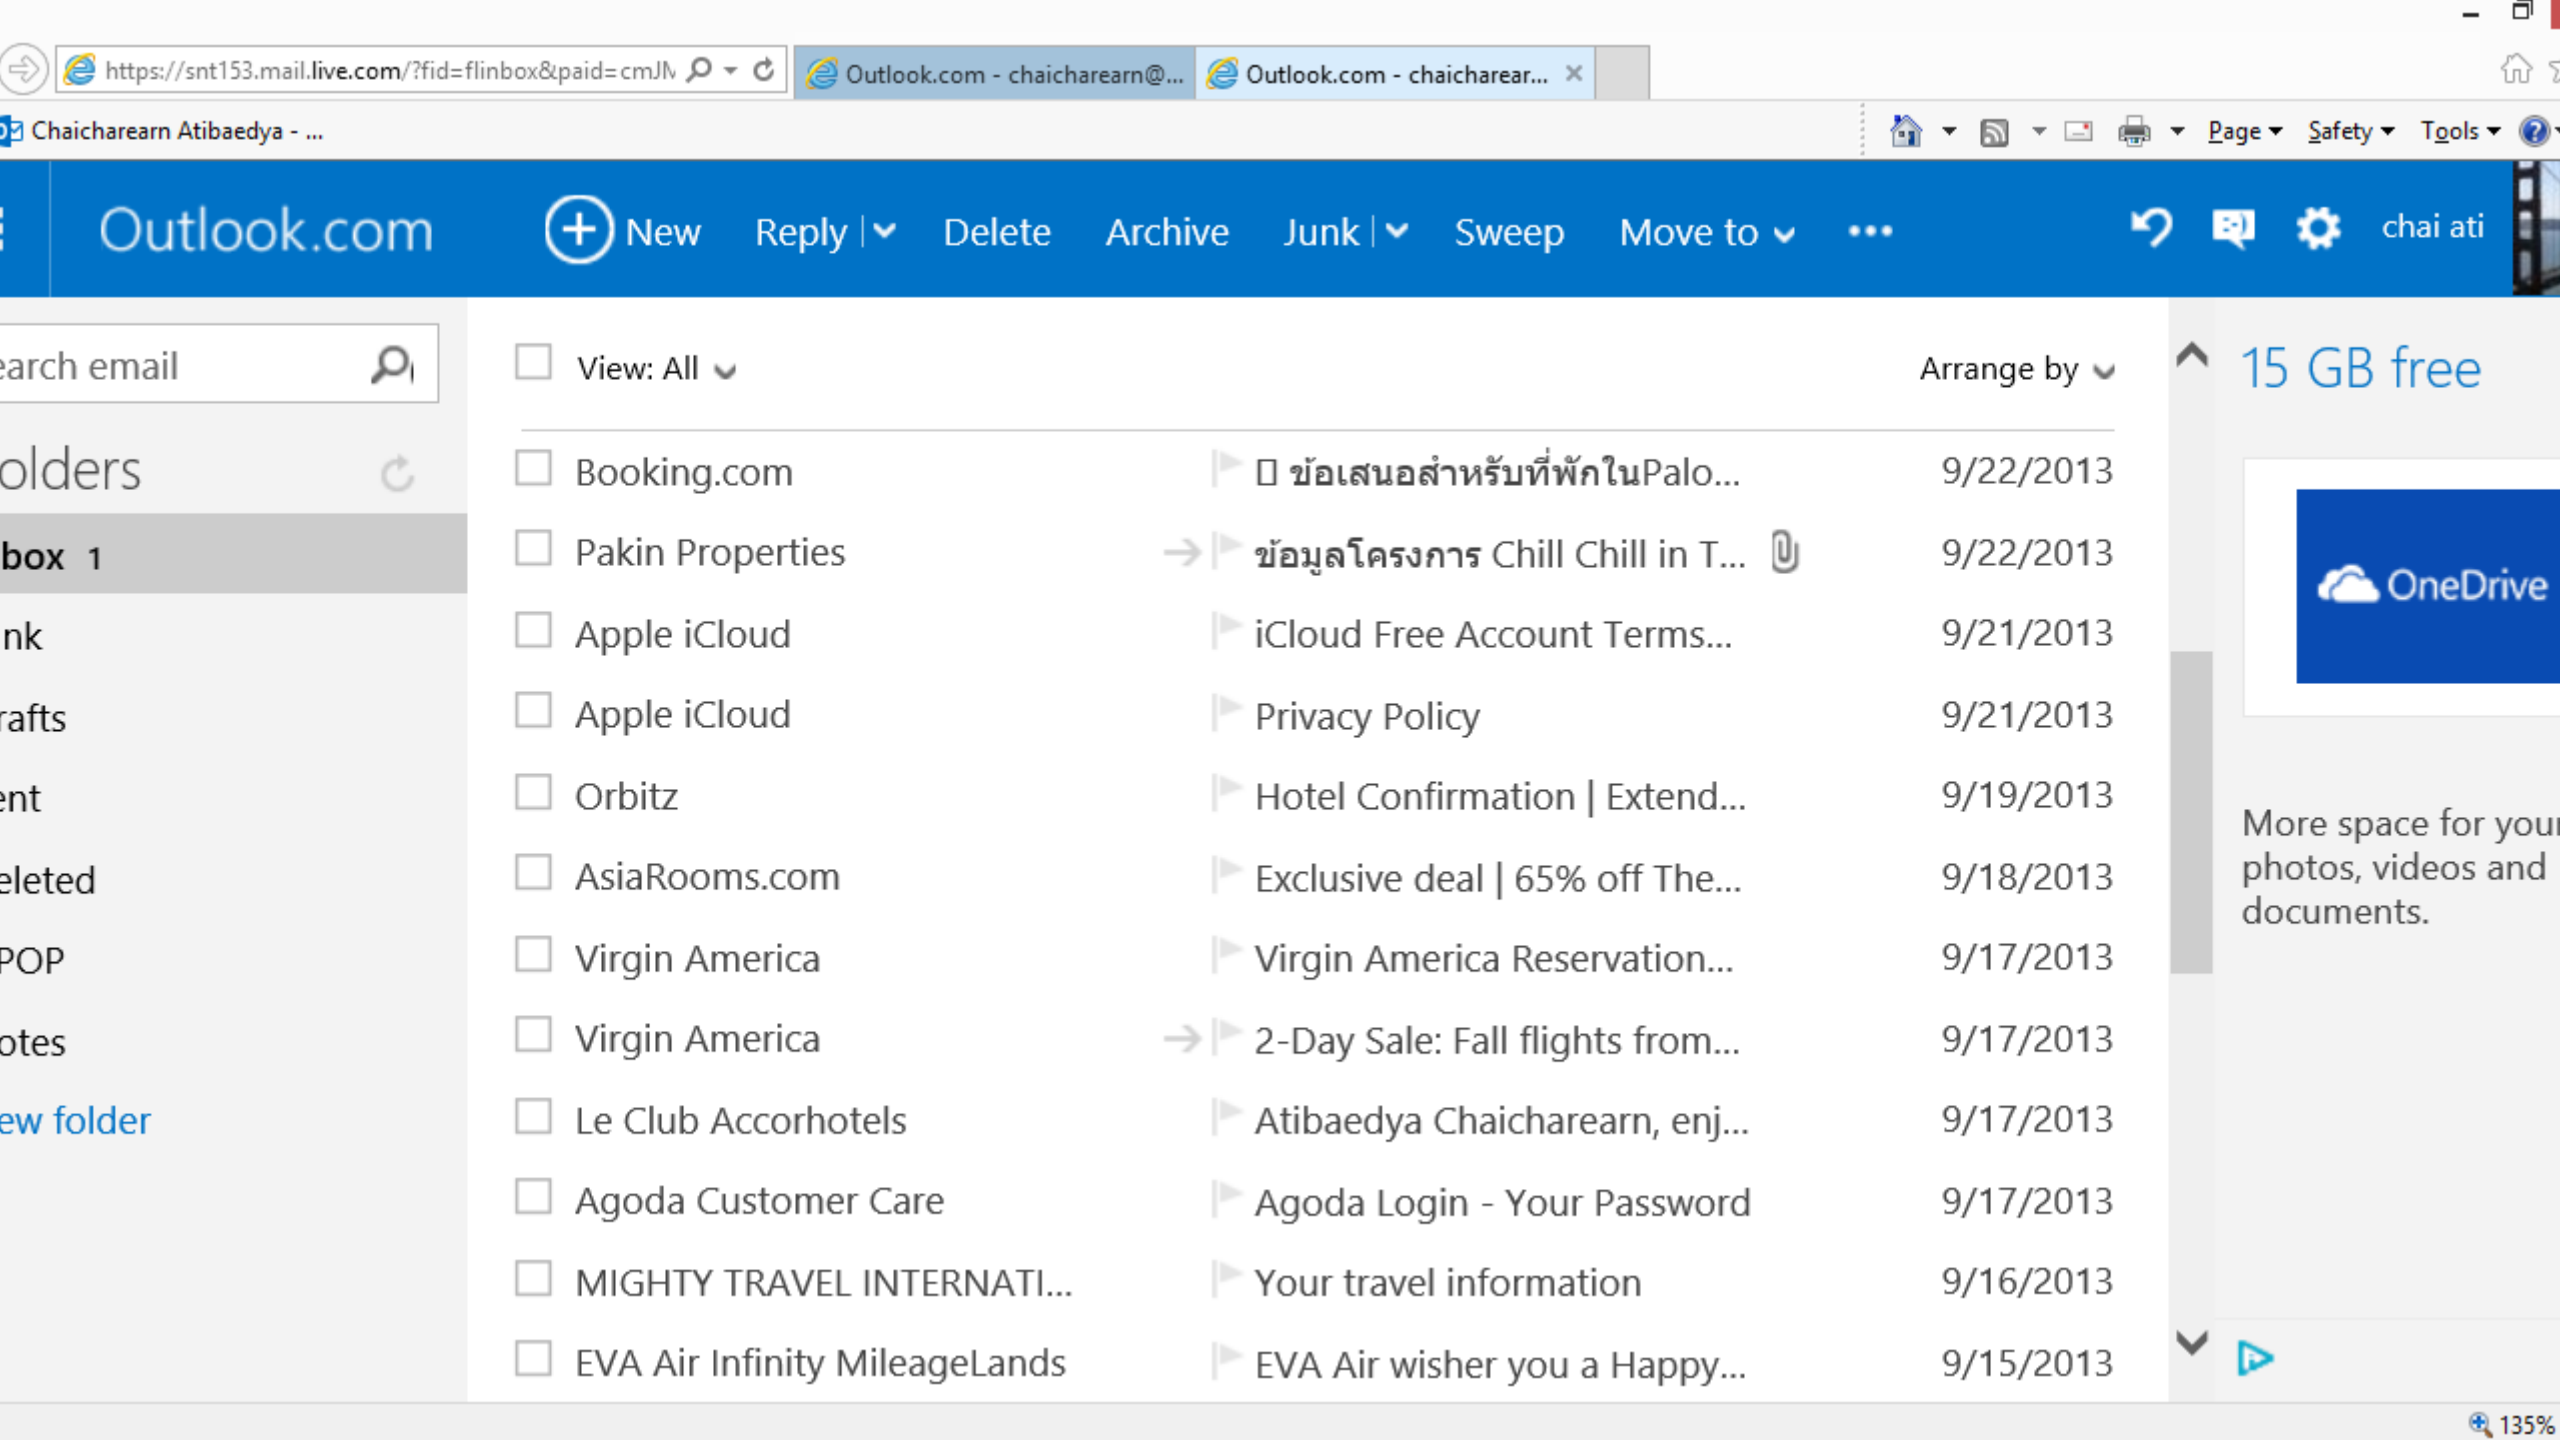 https://snt153.mail.live.com/?fid=flinbox&paid=cmJN
Outlook.com - chaicharearn@...
Outlook.com - chaicharear...
Chaicharearn Atibaedya - ...
Page
Safety
Tools
Outlook.com
New
Reply
Delete
Archive
Junk
Sweep
Move to
chai ati
earch email
View: All
Arrange by
15 GB free
olders
box 1
nk
rafts
ent
eleted
POP
otes
ew folder
Booking.com ข้อเสนอสำหรับที่พักในPalo... 9/22/2013
Pakin Properties ข้อมูลโครงการ Chill Chill in T... 9/22/2013
Apple iCloud iCloud Free Account Terms... 9/21/2013
Apple iCloud Privacy Policy 9/21/2013
Orbitz Hotel Confirmation | Extend... 9/19/2013
AsiaRooms.com Exclusive deal | 65% off The... 9/18/2013
Virgin America Virgin America Reservation... 9/17/2013
Virgin America 2-Day Sale: Fall flights from... 9/17/2013
Le Club Accorhotels Atibaedya Chaicharearn, enj... 9/17/2013
Agoda Customer Care Agoda Login - Your Password 9/17/2013
MIGHTY TRAVEL INTERNATI... Your travel information 9/16/2013
EVA Air Infinity MileageLands EVA Air wisher you a Happy... 9/15/2013
OneDrive
More space for your
photos, videos and
documents.
135%